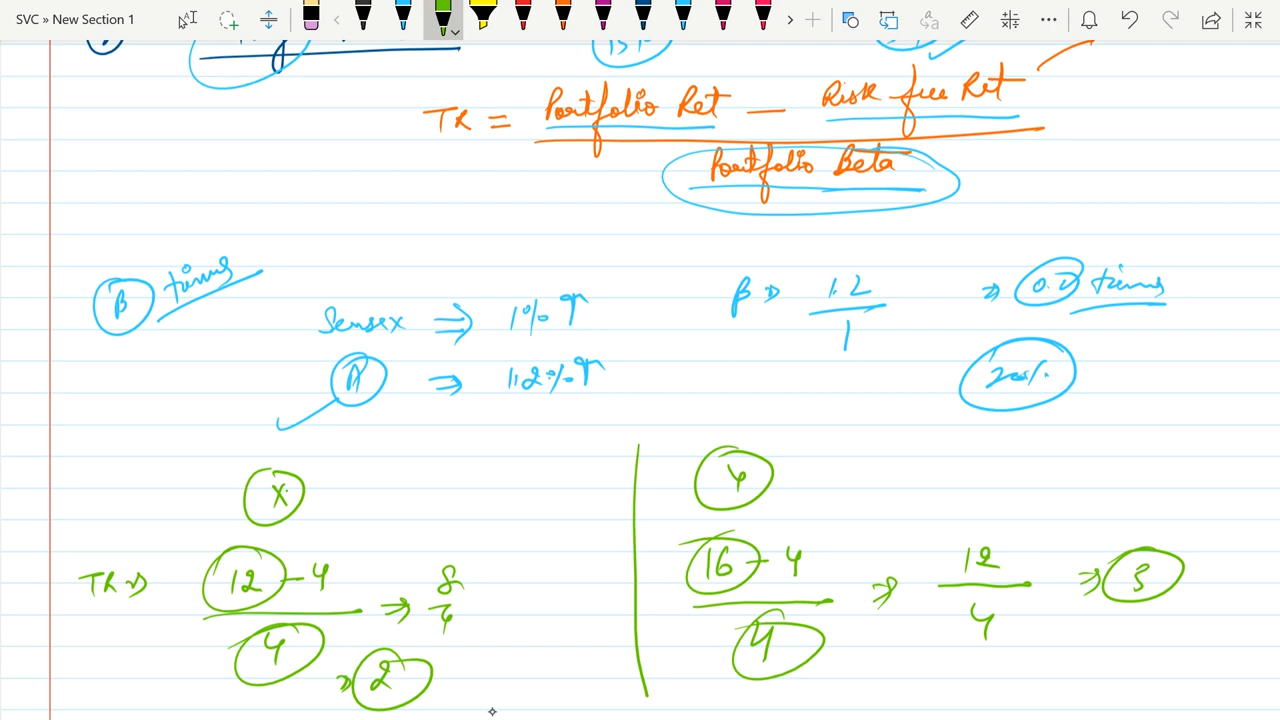 SVC » New Section 1
TR = Portfolio Ret — Risk free Ret
Portfolio Beta
β times
Sensex ⇒ 1% ↑
A ⇒ 1.2% ↑
β ⇒ 1.2 / 1 ⇒ 0.2 times
20%
X
Y
TR ⇒ 12 - 4 / 4 ⇒ 8 / 4 ⇒ 2
16 - 4 / 4 ⇒ 12 / 4 ⇒ 3